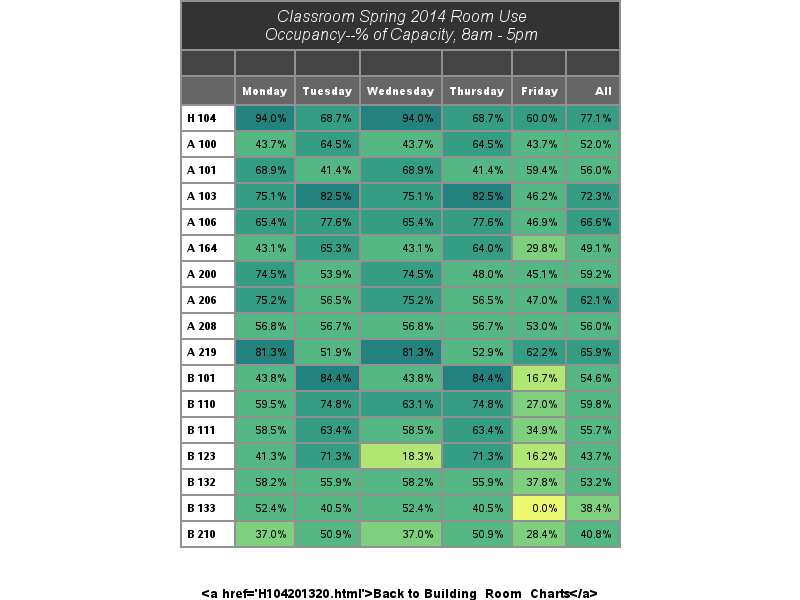 Classroom Spring 2014 Room Use
Occupancy--% of Capacity, 8am - 5pm
Monday Tuesday Wednesday Thursday Friday All
H 104 94.0% 68.7% 94.0% 68.7% 60.0% 77.1%
A 100 43.7% 64.5% 43.7% 64.5% 43.7% 52.0%
A 101 68.9% 41.4% 68.9% 41.4% 59.4% 56.0%
A 103 75.1% 82.5% 75.1% 82.5% 46.2% 72.3%
A 106 65.4% 77.6% 65.4% 77.6% 46.9% 66.6%
A 164 43.1% 65.3% 43.1% 64.0% 29.8% 49.1%
A 200 74.5% 53.9% 74.5% 48.0% 45.1% 59.2%
A 206 75.2% 56.5% 75.2% 56.5% 47.0% 62.1%
A 208 56.8% 56.7% 56.8% 56.7% 53.0% 56.0%
A 219 81.3% 51.9% 81.3% 52.9% 62.2% 65.9%
B 101 43.8% 84.4% 43.8% 84.4% 16.7% 54.6%
B 110 59.5% 74.8% 63.1% 74.8% 27.0% 59.8%
B 111 58.5% 63.4% 58.5% 63.4% 34.9% 55.7%
B 123 41.3% 71.3% 18.3% 71.3% 16.2% 43.7%
B 132 58.2% 55.9% 58.2% 55.9% 37.8% 53.2%
B 133 52.4% 40.5% 52.4% 40.5% 0.0% 38.4%
B 210 37.0% 50.9% 37.0% 50.9% 28.4% 40.8%
<a href='H104201320.html'>Back to Building_Room_Charts</a>